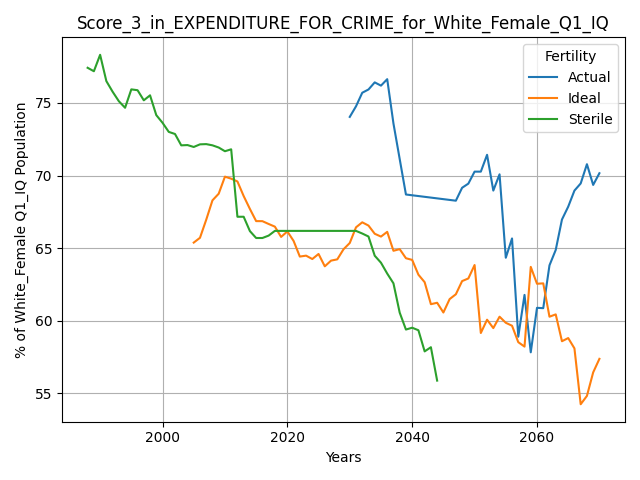 Score_3_in_EXPENDITURE_FOR_CRIME_for_White_Female_Q1_IQ
Fertility
Actual
Ideal
Sterile
% of White_Female Q1_IQ Population
75
70
65
60
55
2000
2020
2040
2060
Years